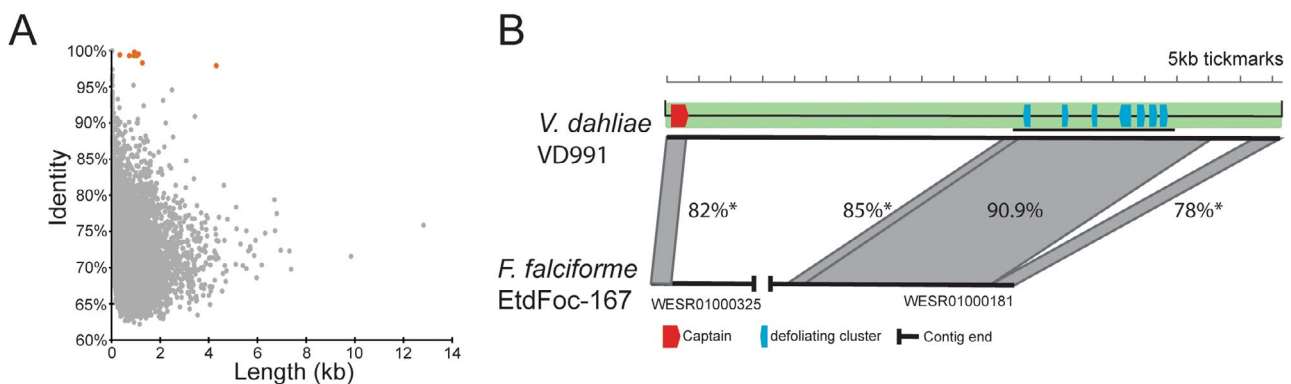 A
100%
95%
90%
85%
80%
75%
70%
65%
60%
Identity
0 2 4 6 8 10 12 14
Length (kb)
B
5kb tickmarks
V. dahliae
VD991
82%* 85%* 90.9% 78%*
F. falciforme
EtdFoc-167
WESR01000325 WESR01000181
Captain defoliating cluster Contig end